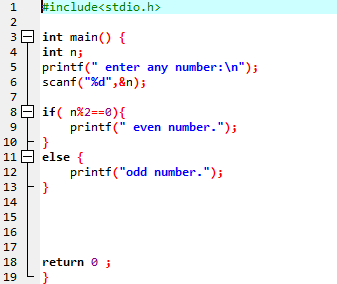 1 #include<stdio.h>
2
3 int main() {
4 int n;
5 printf(" enter any number:\n");
6 scanf("%d",&n);
7
8 if( n%2==0){
9 printf(" even number.");
10 }
11 else {
12 printf("odd number.");
13 }
14
15
16
17
18 return 0 ;
19 }